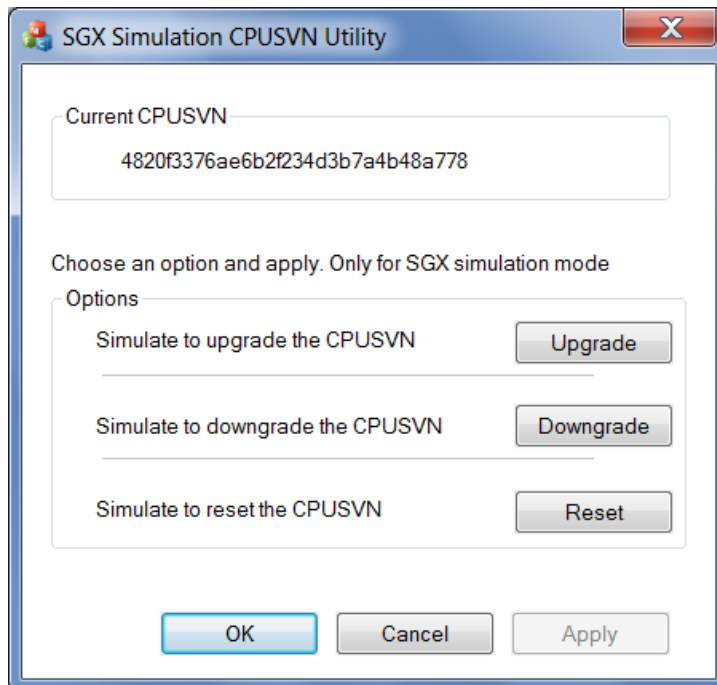 SGX Simulation CPUSVN Utility
Current CPUSVN
4820f3376ae6b2f234d3b7a4b48a778
Choose an option and apply. Only for SGX simulation mode
Options
Simulate to upgrade the CPUSVN Upgrade
Simulate to downgrade the CPUSVN Downgrade
Simulate to reset the CPUSVN Reset
OK Cancel Apply